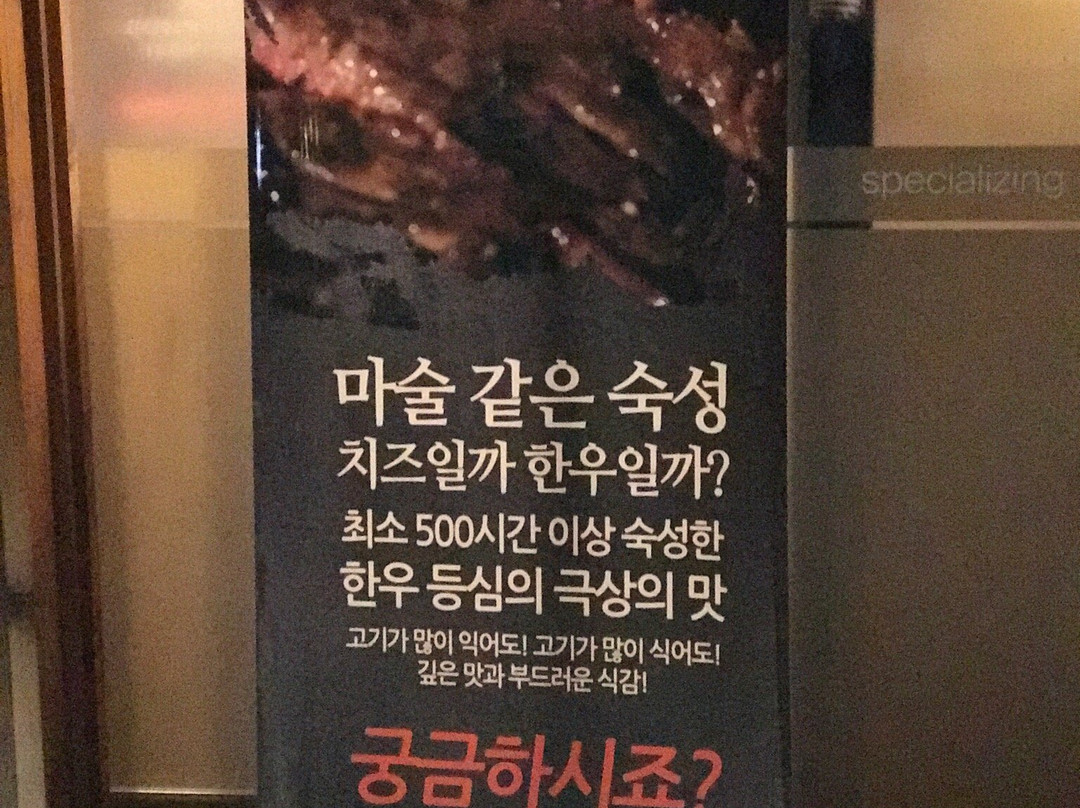 specializing
마술 같은 숙성
치즈일까 한우일까?
최소 500시간 이상 숙성한
한우 등심의 극상의 맛
고기가 많이 익어도! 고기가 많이 식어도!
깊은 맛과 부드러운 식감!
궁금하시죠?